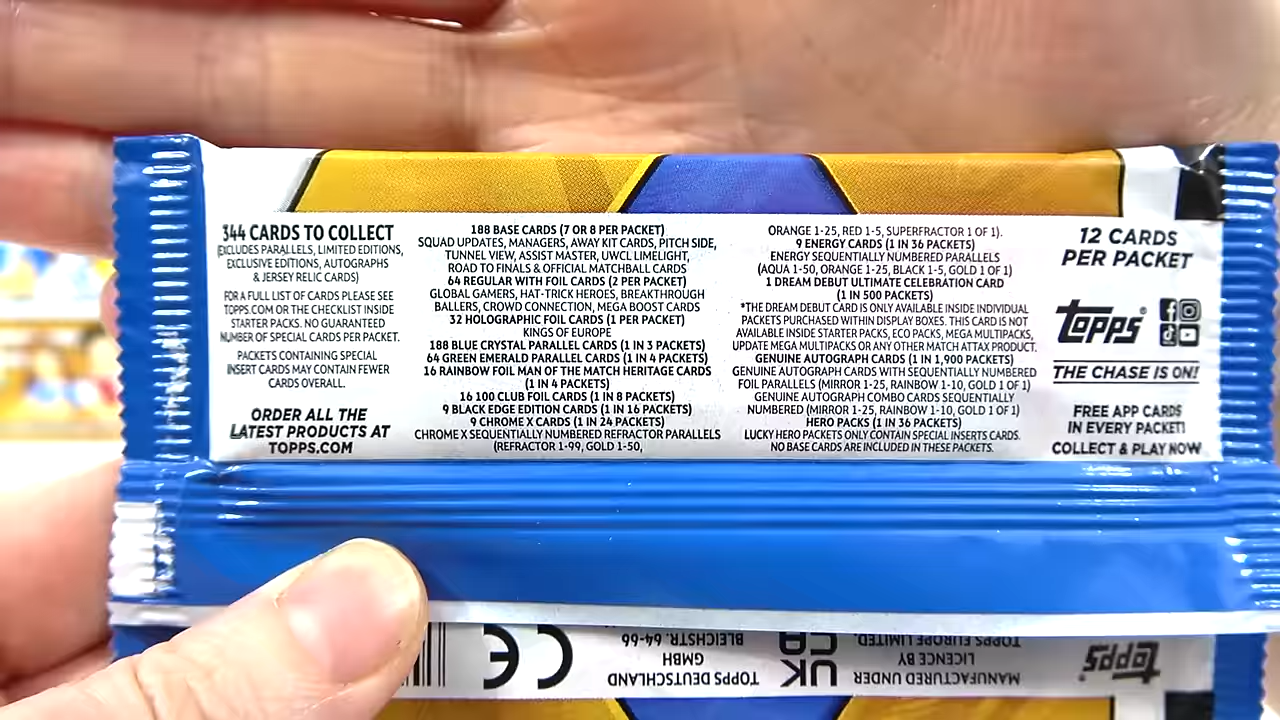 344 CARDS TO COLLECT
(EXCLUDES PARALLELS, LIMITED EDITIONS,
EXCLUSIVE EDITIONS, AUTOGRAPHS
& JERSEY RELIC CARDS)
FOR A FULL LIST OF CARDS PLEASE SEE
TOPPS.COM OR THE CHECKLIST INSIDE
STARTER PACKS. NO GUARANTEED
NUMBER OF SPECIAL CARDS PER PACKET.
PACKETS CONTAINING SPECIAL
INSERT CARDS MAY CONTAIN FEWER
CARDS OVERALL.
ORDER ALL THE
LATEST PRODUCTS AT
TOPPS.COM
188 BASE CARDS (7 OR 8 PER PACKET)
SQUAD UPDATES, MANAGERS, AWAY KIT CARDS, PITCH SIDE,
TUNNEL VIEW, ASSIST MASTER, UWCL LIMELIGHT,
ROAD TO FINALS & OFFICIAL MATCHBALL CARDS
64 REGULAR WITH FOIL CARDS (2 PER PACKET)
GLOBAL GAMERS, HAT-TRICK HEROES, BREAKTHROUGH
BALLERS, CROWD CONNECTION, MEGA BOOST CARDS
32 HOLOGRAPHIC FOIL CARDS (1 PER PACKET)
KINGS OF EUROPE
188 BLUE CRYSTAL PARALLEL CARDS (1 IN 3 PACKETS)
64 GREEN EMERALD PARALLEL CARDS (1 IN 4 PACKETS)
16 RAINBOW FOIL MAN OF THE MATCH HERITAGE CARDS
(1 IN 4 PACKETS)
16 100 CLUB FOIL CARDS (1 IN 8 PACKETS)
9 BLACK EDGE EDITION CARDS (1 IN 16 PACKETS)
9 CHROME X CARDS (1 IN 24 PACKETS)
CHROME X SEQUENTIALLY NUMBERED REFRACTOR PARALLELS
(REFRACTOR 1-99, GOLD 1-50,
ORANGE 1-25, RED 1-5, SUPERFRACTOR 1 OF 1).
9 ENERGY CARDS (1 IN 36 PACKETS)
ENERGY SEQUENTIALLY NUMBERED PARALLELS
(AQUA 1-50, ORANGE 1-25, BLACK 1-5, GOLD 1 OF 1)
1 DREAM DEBUT ULTIMATE CELEBRATION CARD
(1 IN 500 PACKETS)
*THE DREAM DEBUT CARD IS ONLY AVAILABLE INSIDE INDIVIDUAL
PACKETS PURCHASED WITHIN DISPLAY BOXES. THIS CARD IS NOT
AVAILABLE INSIDE STARTER PACKS, ECO PACKS, MEGA MULTIPACKS,
UPDATE MEGA MULTIPACKS OR ANY OTHER MATCH ATTAX PRODUCT.
GENUINE AUTOGRAPH CARDS (1 IN 1,900 PACKETS)
GENUINE AUTOGRAPH CARDS WITH SEQUENTIALLY NUMBERED
FOIL PARALLELS (MIRROR 1-25, RAINBOW 1-10, GOLD 1 OF 1)
GENUINE AUTOGRAPH COMBO CARDS SEQUENTIALLY
NUMBERED (MIRROR 1-25, RAINBOW 1-10, GOLD 1 OF 1)
HERO PACKS (1 IN 36 PACKETS)
LUCKY HERO PACKETS ONLY CONTAIN SPECIAL INSERTS CARDS.
NO BASE CARDS ARE INCLUDED IN THESE PACKETS.
12 CARDS
PER PACKET
topps
THE CHASE IS ON!
FREE APP CARDS
IN EVERY PACKET!
COLLECT & PLAY NOW
topps
MANUFACTURED UNDER
LICENCE BY
TOPPS EUROPE LIMITED.
UK
CA
TOPPS DEUTSCHLAND
GMBH
BLEICHSTR. 64-66
CE